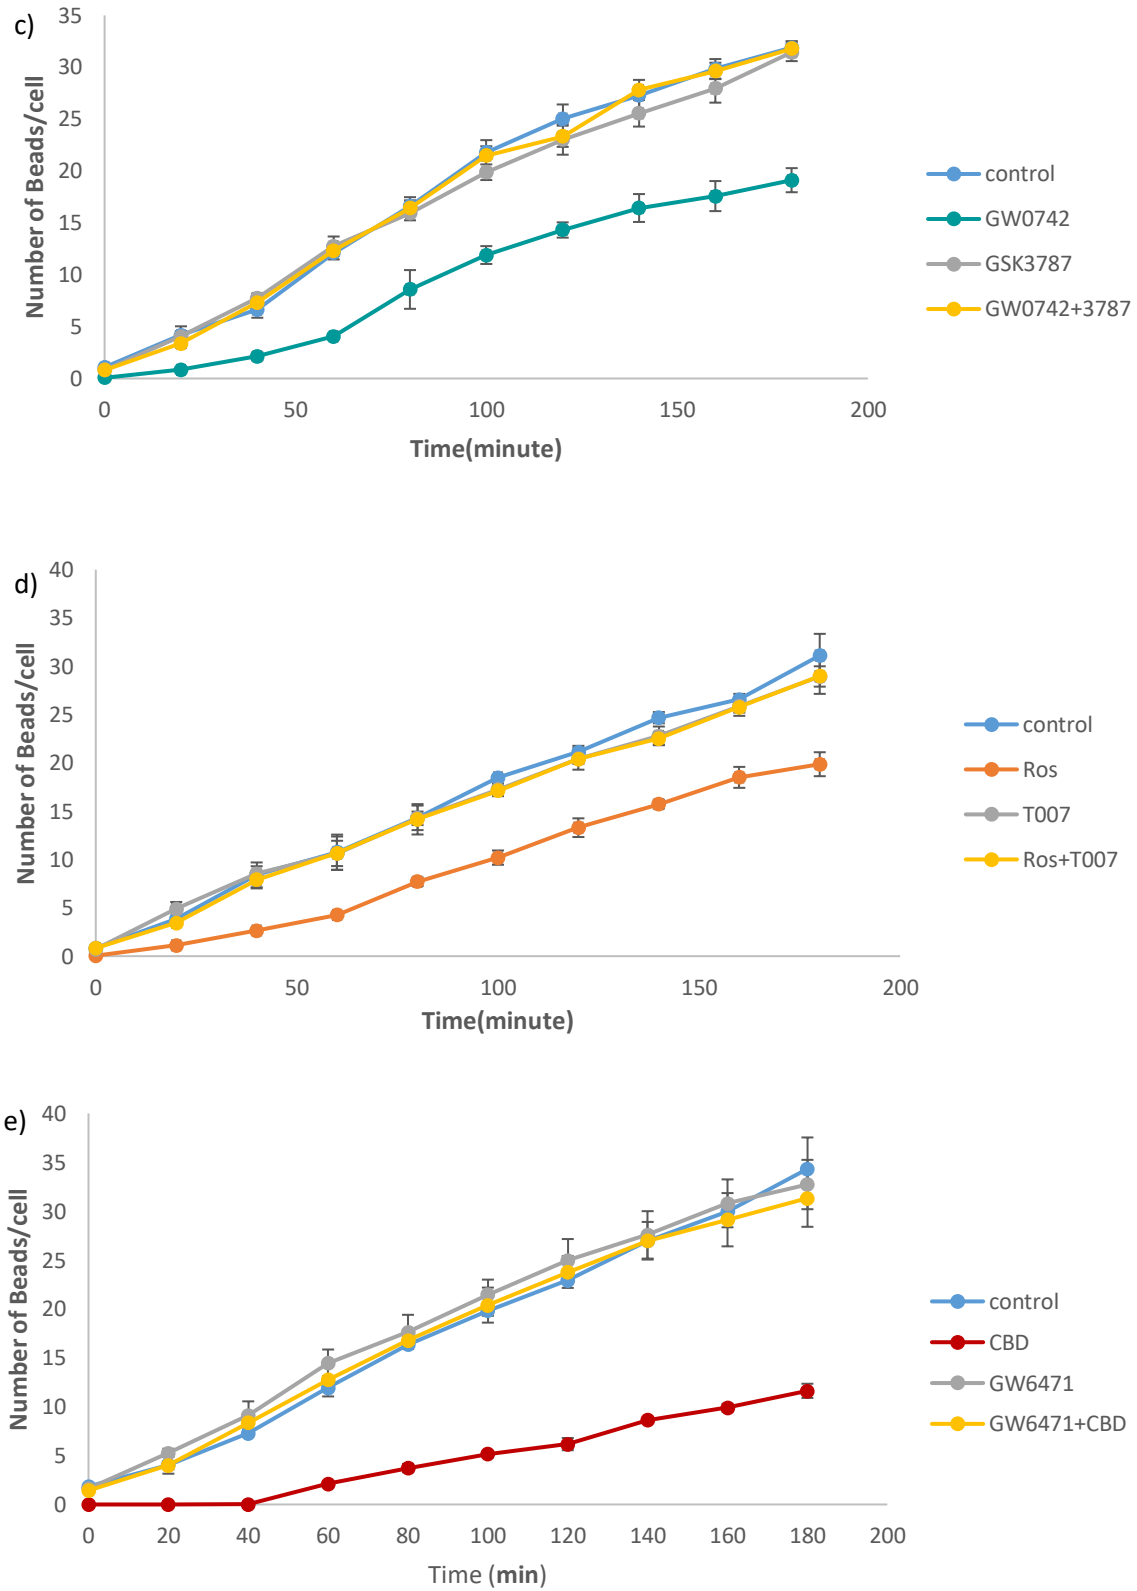 c)
35
30
25
20
15
10
5
0
Number of Beads/cell
0 50 100 150 200
Time(minute)
control
GW0742
GSK3787
GW0742+3787
d)
40
35
30
25
20
15
10
5
0
Number of Beads/cell
0 50 100 150 200
Time(minute)
control
Ros
T007
Ros+T007
e)
40
35
30
25
20
15
10
5
0
Number of Beads/cell
0 20 40 60 80 100 120 140 160 180 200
Time (min)
control
CBD
GW6471
GW6471+CBD